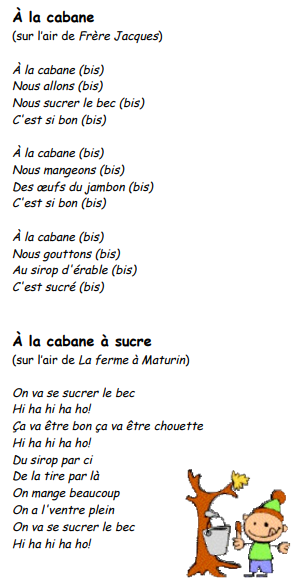 À la cabane
(sur l'air de Frère Jacques)
À la cabane (bis)
Nous allons (bis)
Nous sucrer le bec (bis)
C'est si bon (bis)
À la cabane (bis)
Nous mangeons (bis)
Des œufs du jambon (bis)
C'est si bon (bis)
À la cabane (bis)
Nous gouttons (bis)
Au sirop d'érable (bis)
C'est sucré (bis)
À la cabane à sucre
(sur l'air de La ferme à Maturin)
On va se sucrer le bec
Hi ha hi ha ho!
Ça va être bon ça va être chouette
Hi ha hi ha ho!
Du sirop par ci
De la tire par là
On mange beaucoup
On a l'ventre plein
On va se sucrer le bec
Hi ha hi ha ho!